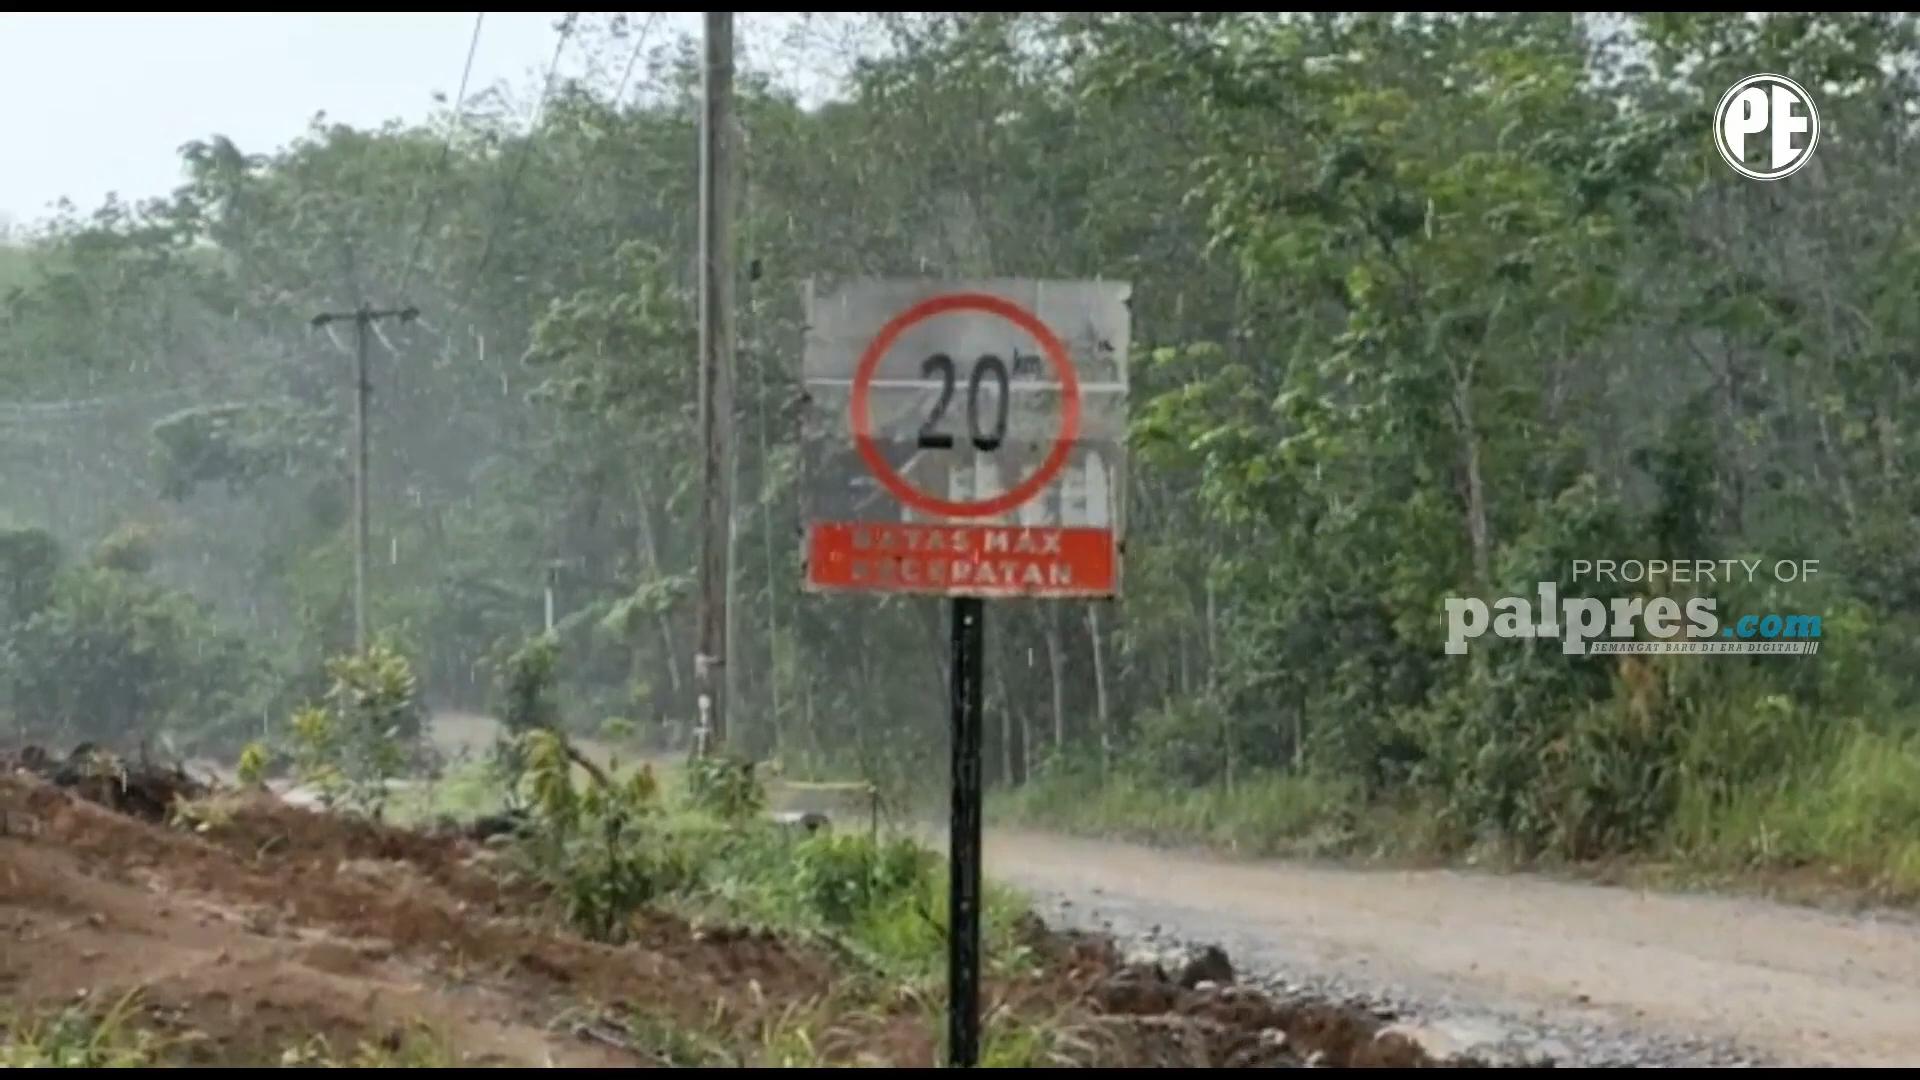 PE
20 km
BATAS MAX
KECEPATAN
PROPERTY OF
palpres.com
SEMANGAT BARU DI ERA DIGITAL